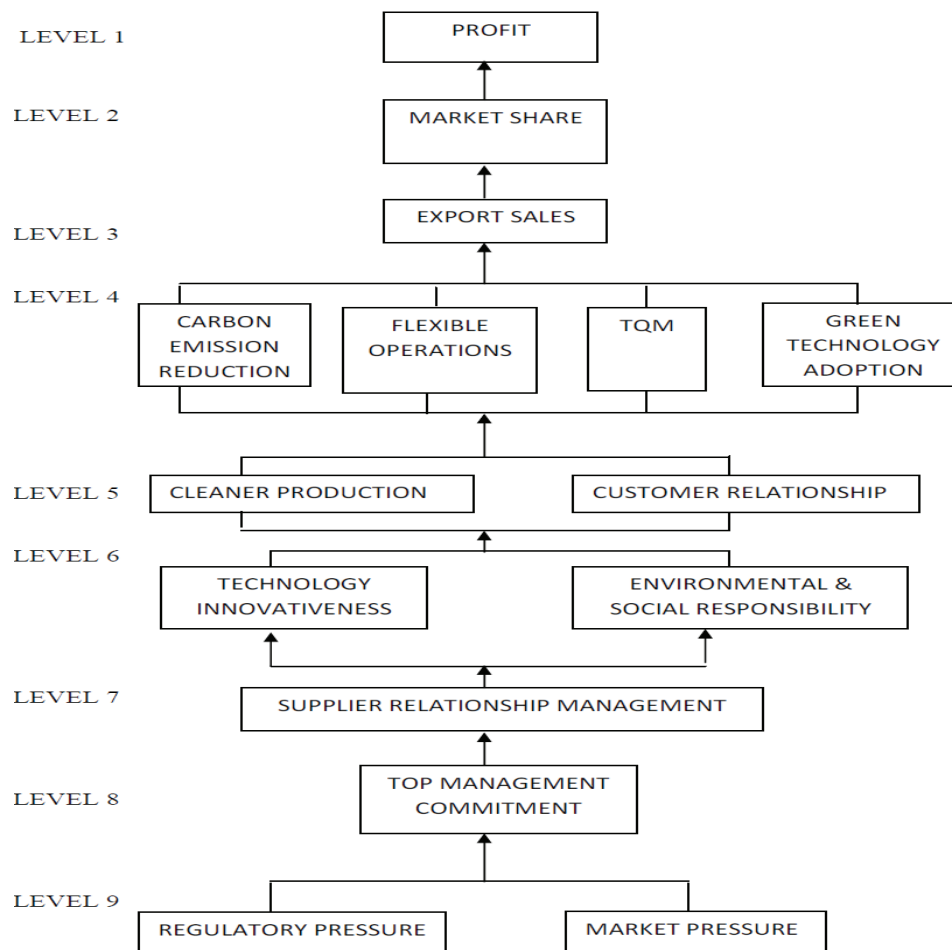 LEVEL 1
PROFIT
LEVEL 2
MARKET SHARE
LEVEL 3
EXPORT SALES
LEVEL 4
CARBON
EMISSION
REDUCTION
FLEXIBLE
OPERATIONS
TQM
GREEN
TECHNOLOGY
ADOPTION
LEVEL 5
CLEANER PRODUCTION
CUSTOMER RELATIONSHIP
LEVEL 6
TECHNOLOGY
INNOVATIVENESS
ENVIRONMENTAL &
SOCIAL RESPONSIBILITY
LEVEL 7
SUPPLIER RELATIONSHIP MANAGEMENT
LEVEL 8
TOP MANAGEMENT
COMMITMENT
LEVEL 9
REGULATORY PRESSURE
MARKET PRESSURE